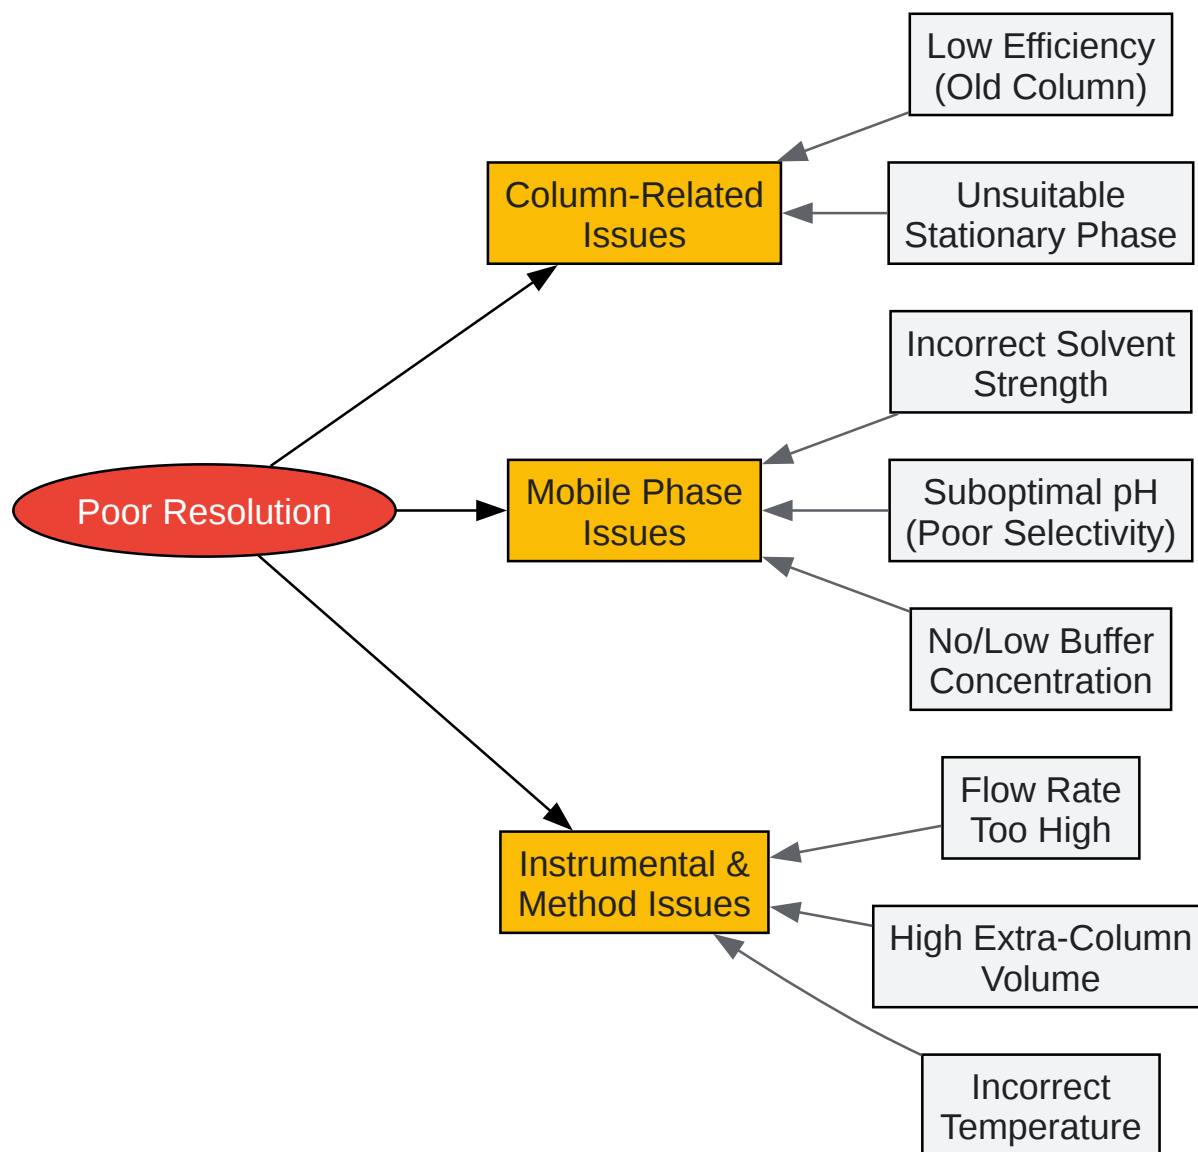 Low Efficiency
(Old Column)
Column-Related
Issues
Unsuitable
Stationary Phase
Incorrect Solvent
Strength
Poor Resolution
Mobile Phase
Issues
Suboptimal pH
(Poor Selectivity)
No/Low Buffer
Concentration
Flow Rate
Too High
Instrumental &
Method Issues
High Extra-Column
Volume
Incorrect
Temperature